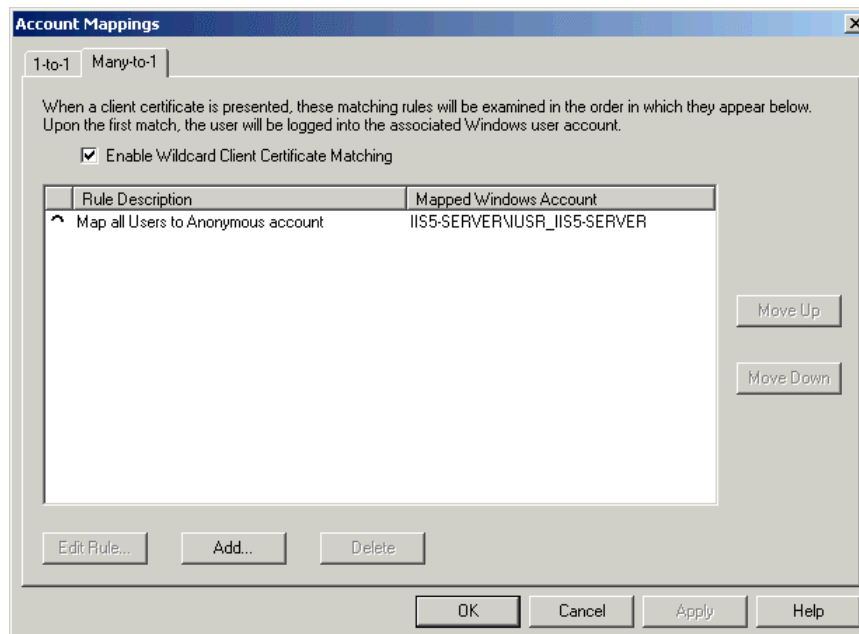 Account Mappings
1-to-1 Many-to-1
When a client certificate is presented, these matching rules will be examined in the order in which they appear below.
Upon the first match, the user will be logged into the associated Windows user account.
Enable Wildcard Client Certificate Matching
Rule Description Mapped Windows Account
Map all Users to Anonymous account IIS5-SERVER\IUSR_IIS5-SERVER
Move Up
Move Down
Edit Rule... Add... Delete
OK Cancel Apply Help